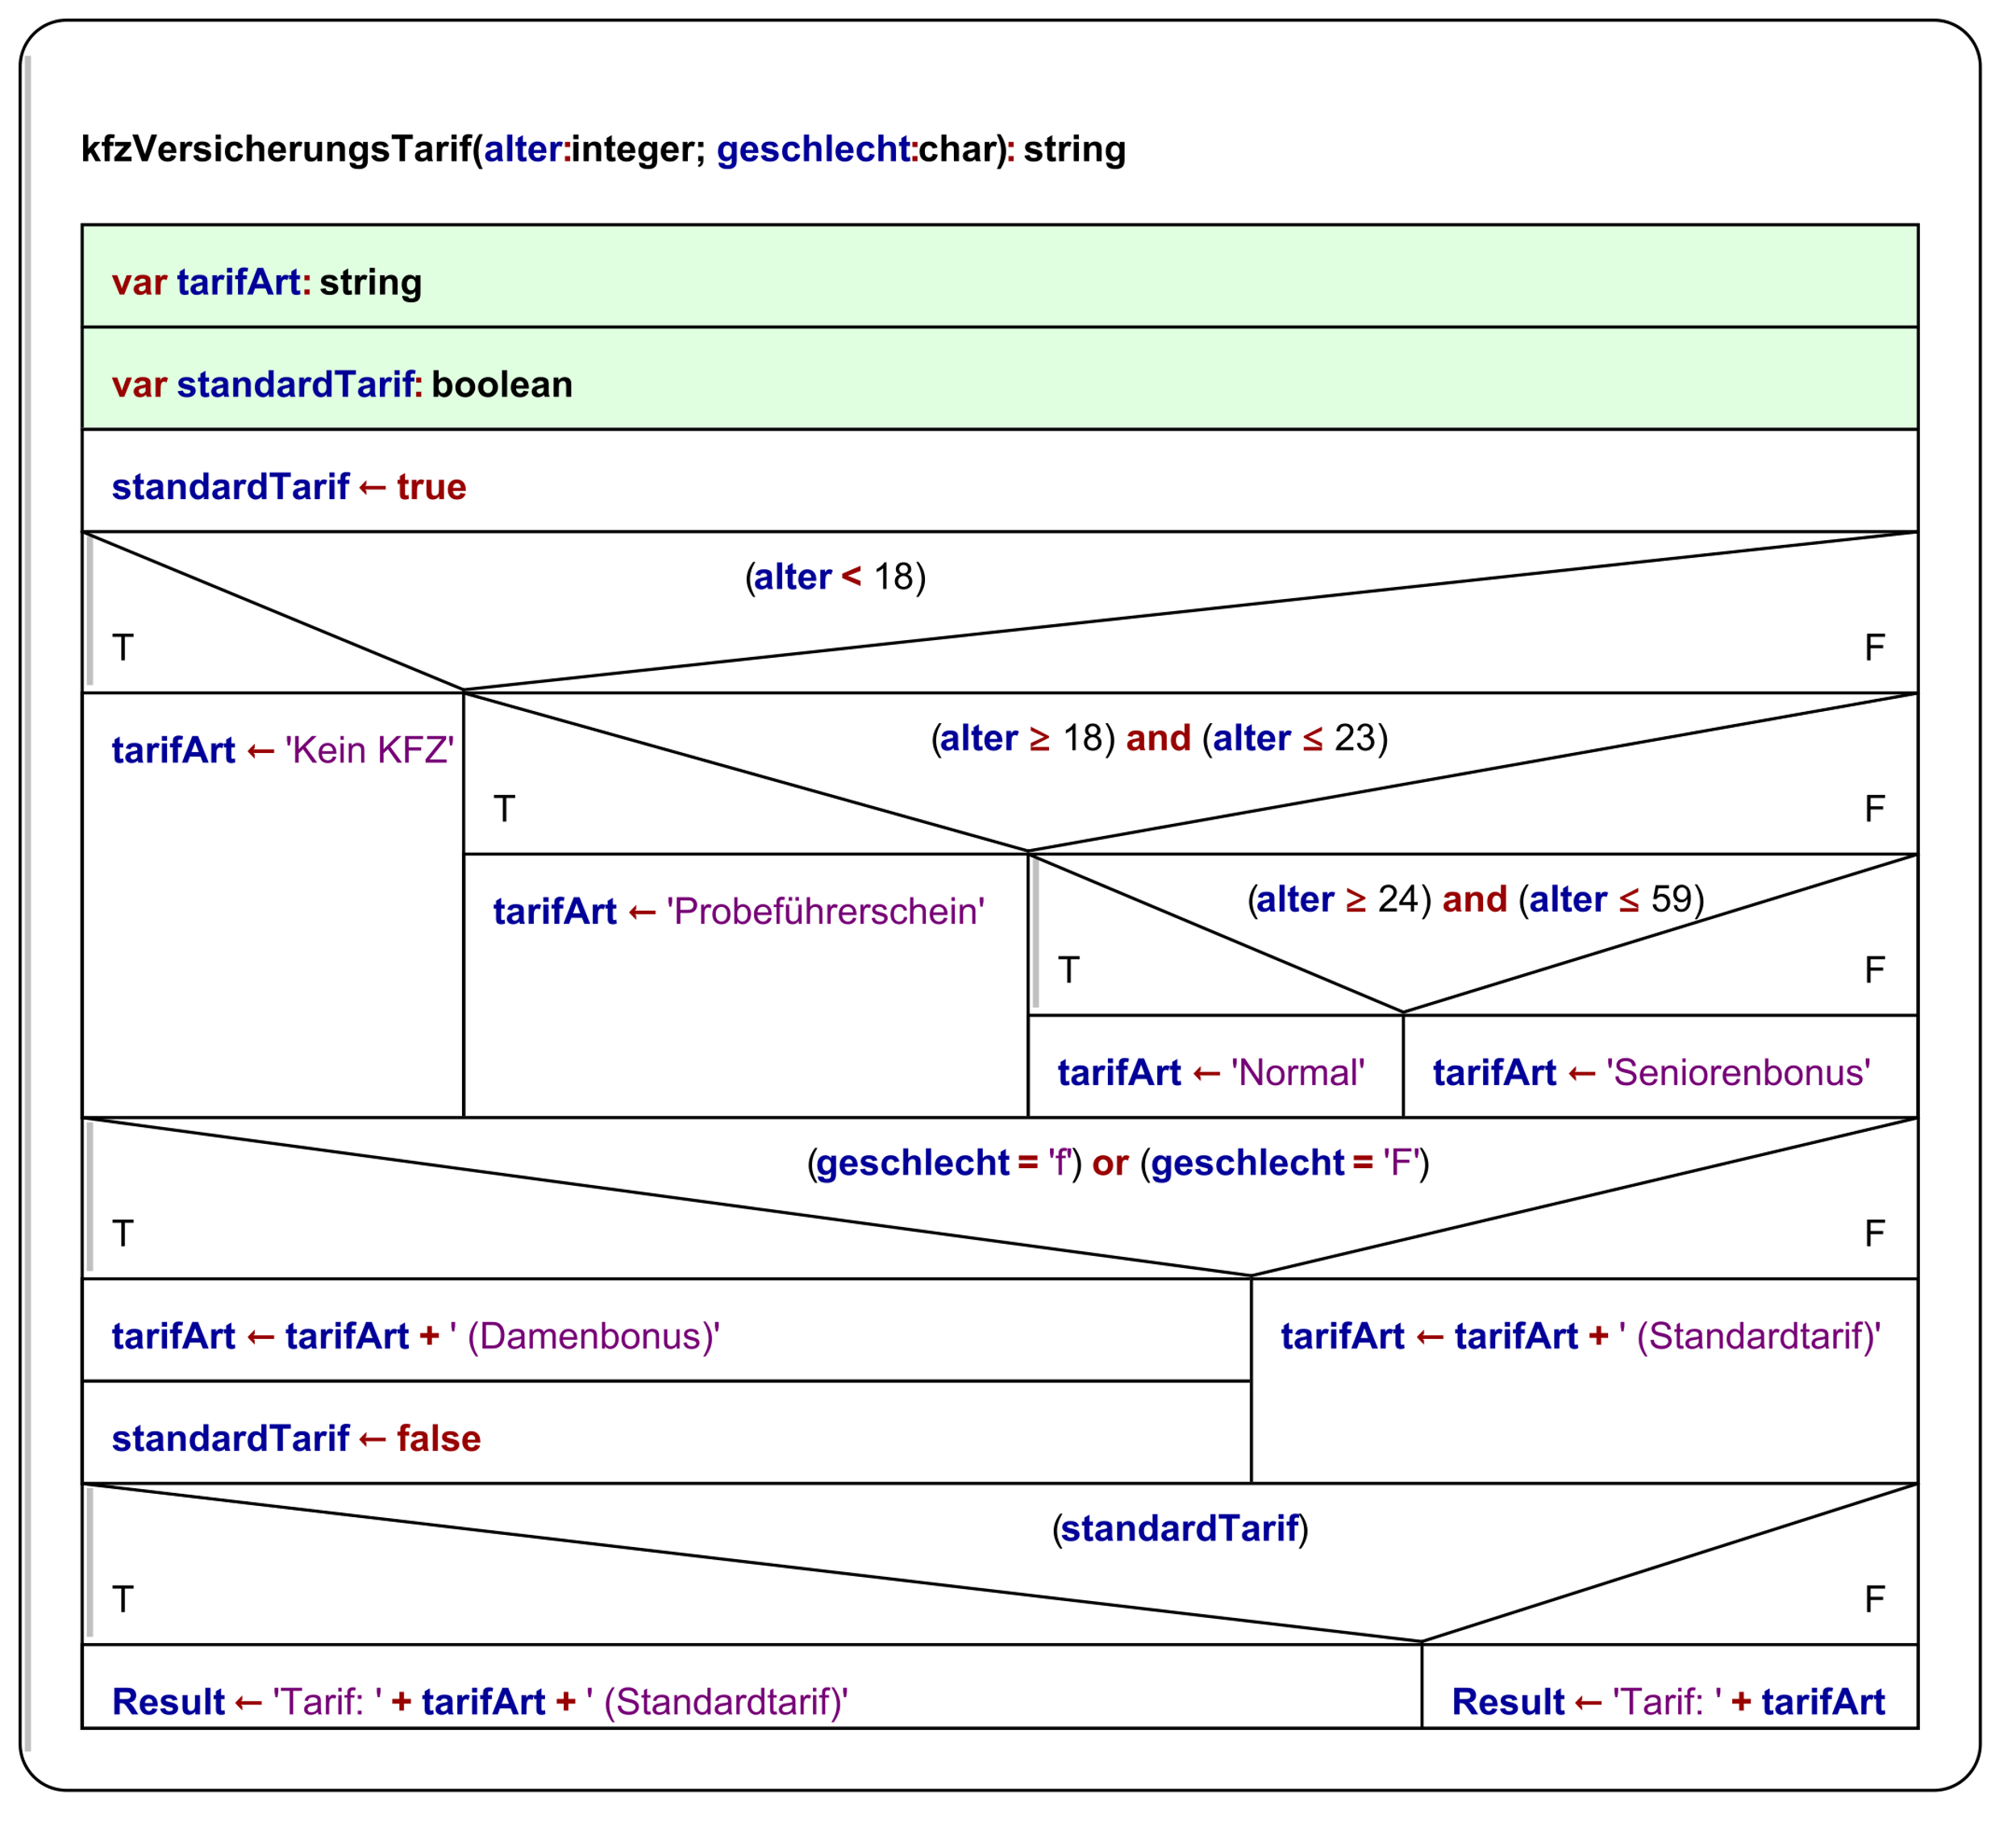 kfzVersicherungsTarif(alter:integer; geschlecht:char): string
var tarifArt: string
var standardTarif: boolean
standardTarif ← true
(alter < 18)
T
F
tarifArt ← 'Kein KFZ'
(alter ≥ 18) and (alter ≤ 23)
T
F
tarifArt ← 'Probeführerschein'
(alter ≥ 24) and (alter ≤ 59)
T
F
tarifArt ← 'Normal'
tarifArt ← 'Seniorenbonus'
(geschlecht = 'f') or (geschlecht = 'F')
T
F
tarifArt ← tarifArt + ' (Damenbonus)'
standardTarif ← false
tarifArt ← tarifArt + ' (Standardtarif)'
(standardTarif)
T
F
Result ← 'Tarif: ' + tarifArt + ' (Standardtarif)'
Result ← 'Tarif: ' + tarifArt